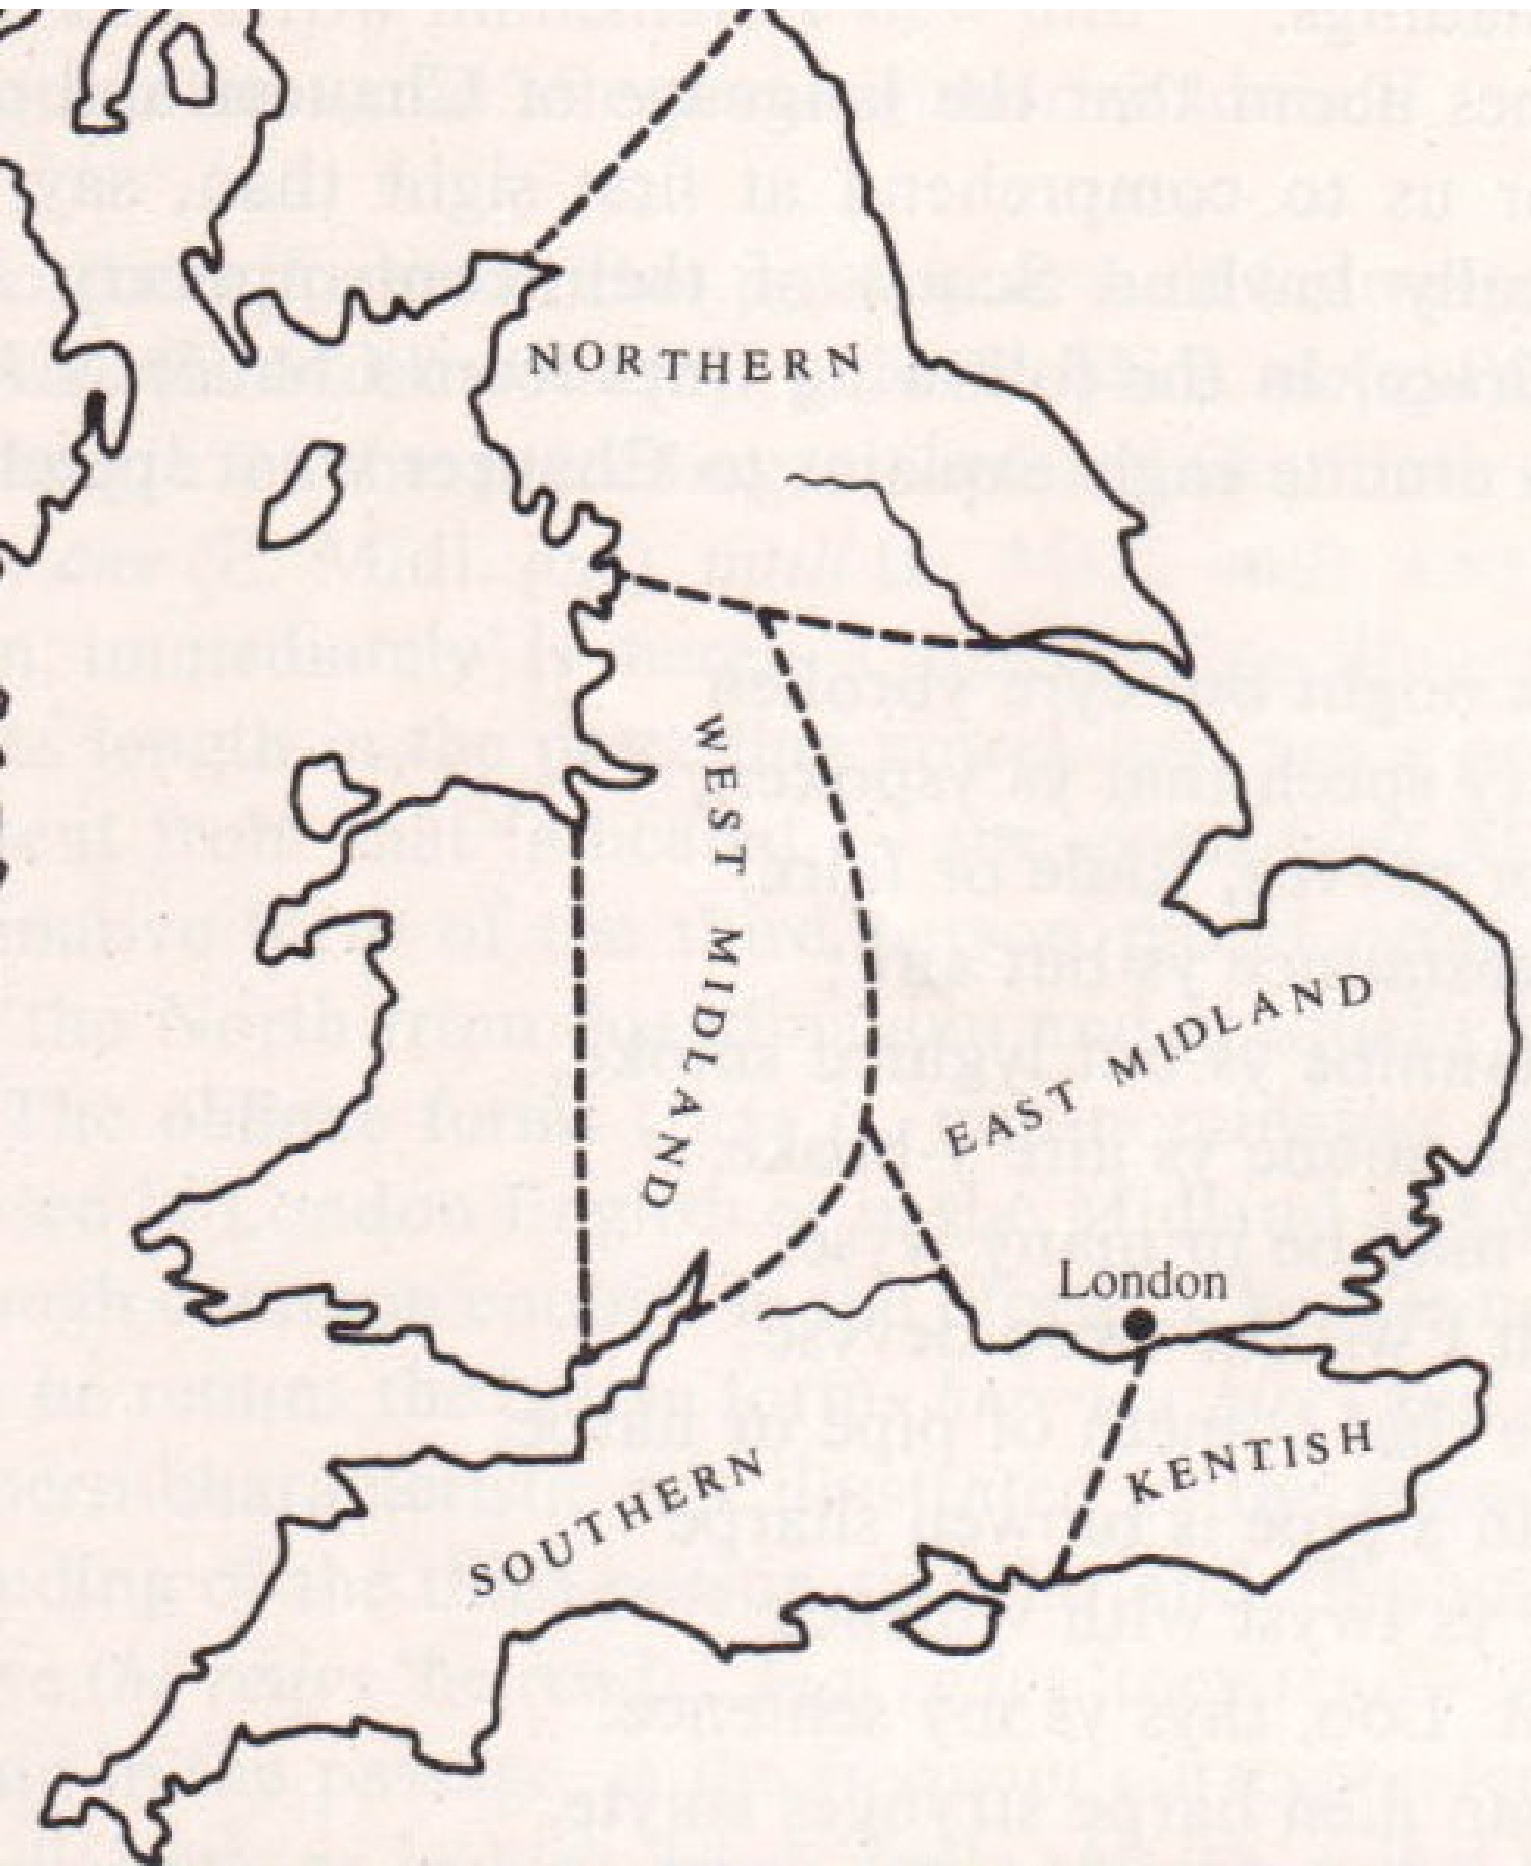 NORTHERN
WEST MIDLAND
EAST MIDLAND
London
KENTISH
SOUTHERN